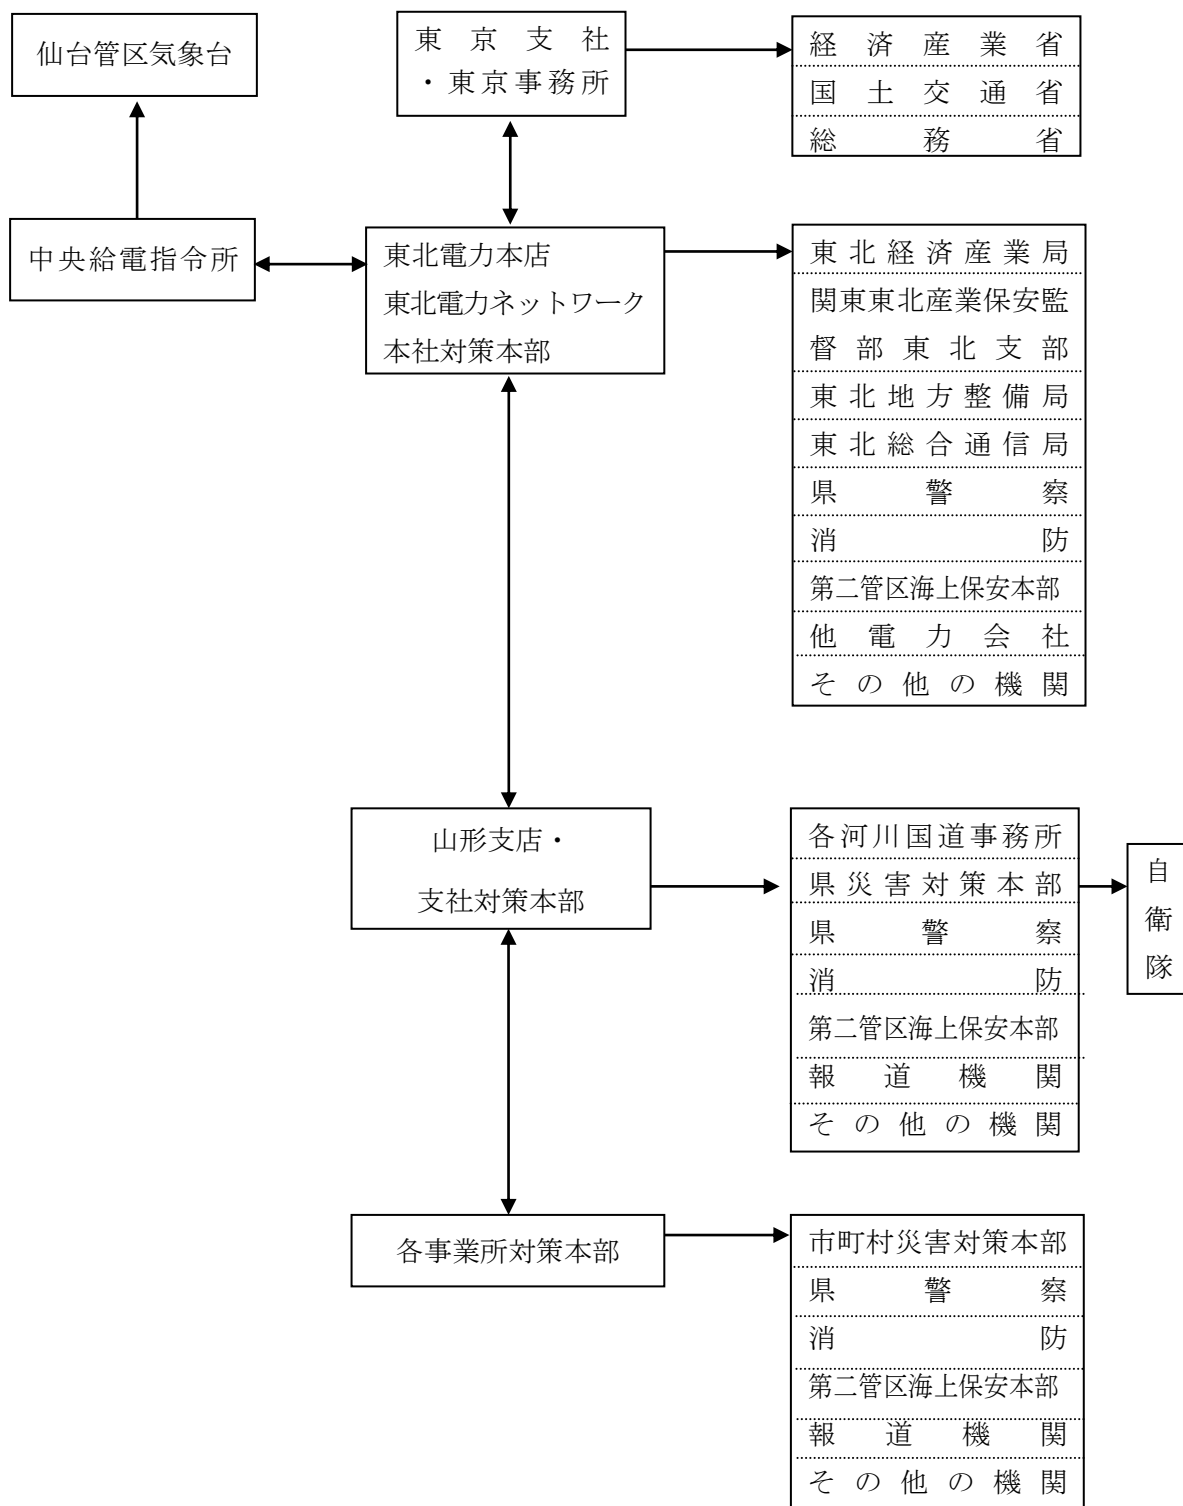 仙台管区気象台
東京支社
・東京事務所
経済産業省
国土交通省
総務省
中央給電指令所
東北電力本店
東北電力ネットワーク
本社対策本部
東北経済産業局
関東東北産業保安監
督部東北支部
東北地方整備局
東北総合通信局
県警察
消防
第二管区海上保安本部
他電力会社
その他の機関
山形支店・
支社対策本部
各河川国道事務所
県災害対策本部
県警察
消防
第二管区海上保安本部
報道機関
その他の機関
自衛隊
各事業所対策本部
市町村災害対策本部
県警察
消防
第二管区海上保安本部
報道機関
その他の機関